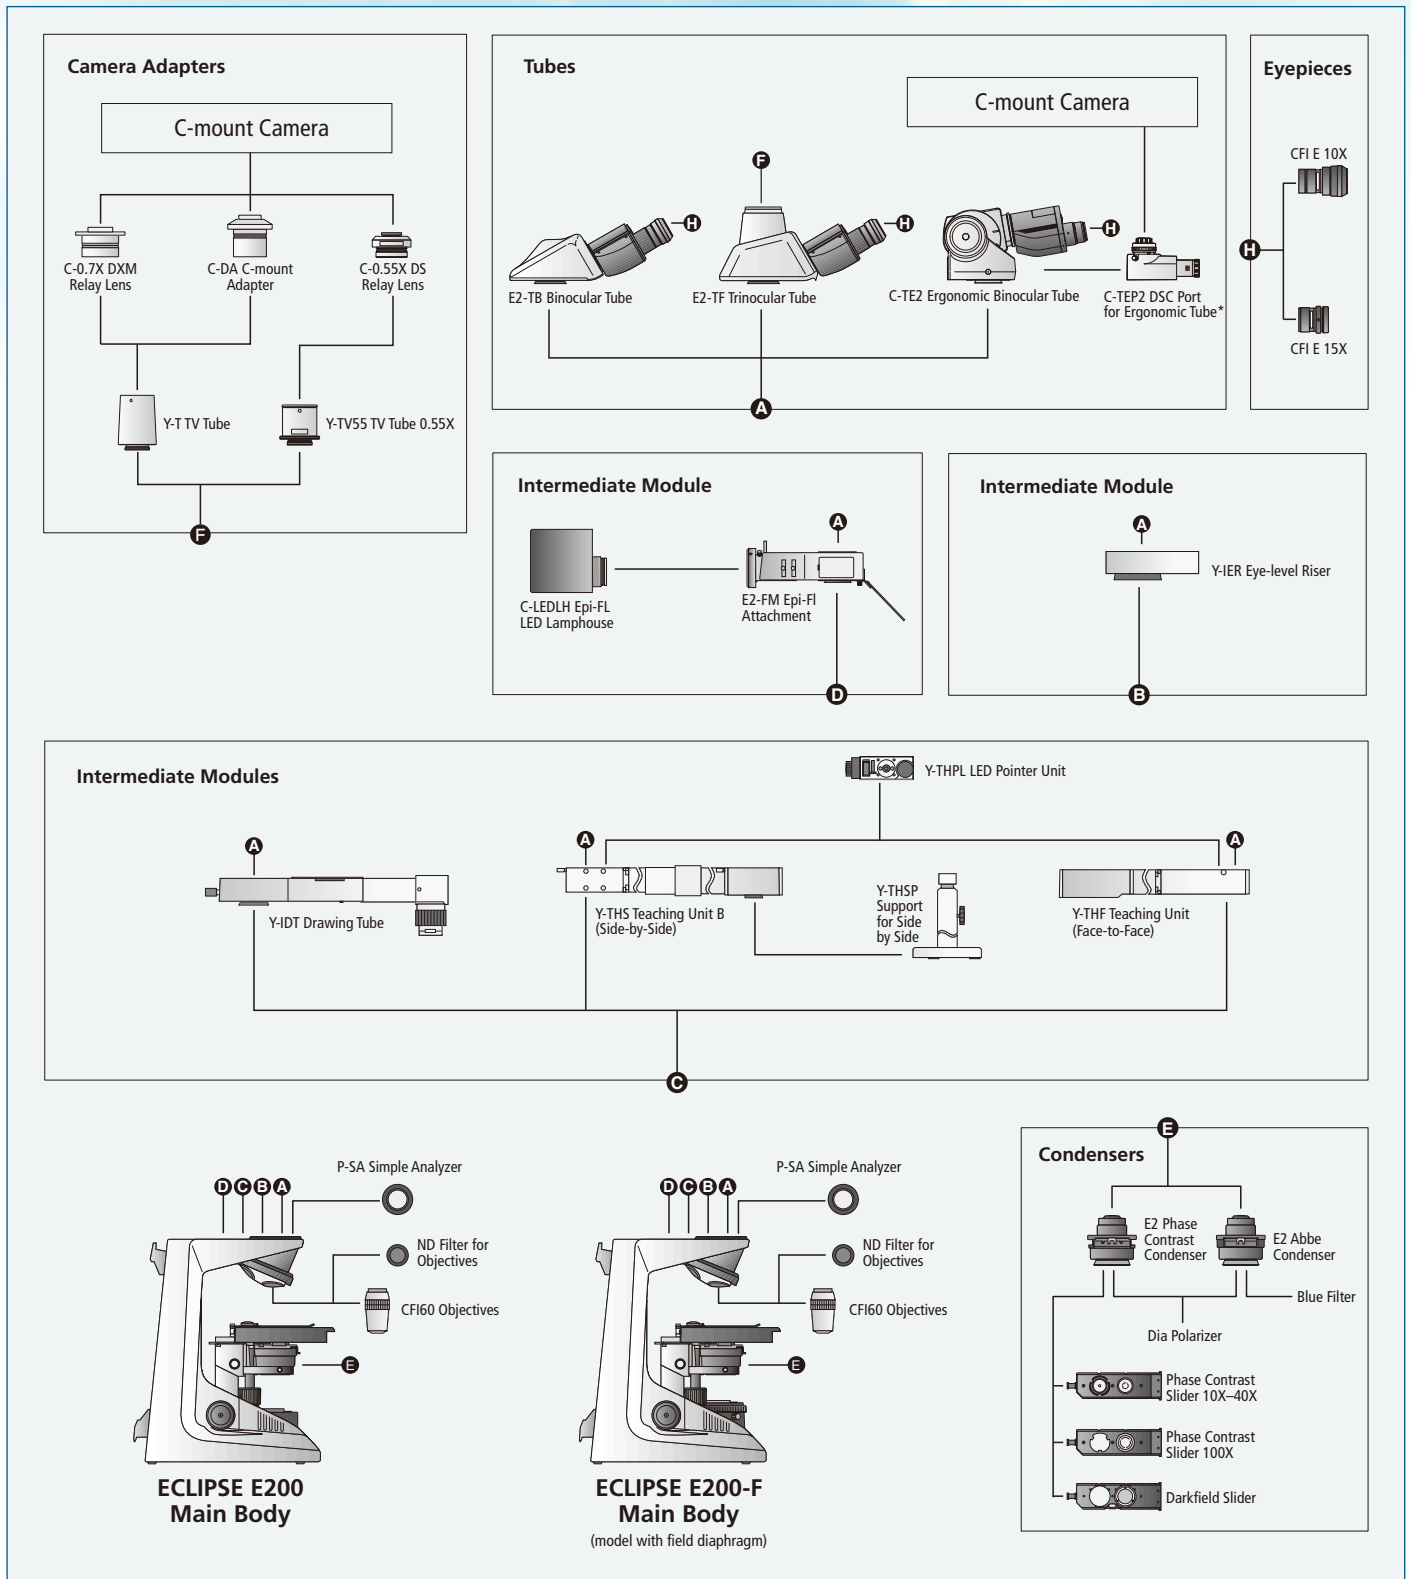 Camera Adapters
C-mount Camera
C-0.7X DXM
Relay Lens
C-DA C-mount
Adapter
C-0.55X DS
Relay Lens
Y-T TV Tube
Y-TV55 TV Tube 0.55X
F
Tubes
C-mount Camera
F
H
H
H
E2-TB Binocular Tube
E2-TF Trinocular Tube
C-TE2 Ergonomic Binocular Tube
C-TEP2 DSC Port
for Ergonomic Tube*
A
Eyepieces
CFI E 10X
H
CFI E 15X
Intermediate Module
A
C-LEDLH Epi-FL
LED Lamphouse
E2-FM Epi-Fl
Attachment
D
Intermediate Module
A
Y-IER Eye-level Riser
B
Intermediate Modules
Y-THPL LED Pointer Unit
A
A
A
Y-IDT Drawing Tube
Y-THS Teaching Unit B
(Side-by-Side)
Y-THSP
Support
for Side
by Side
Y-THF Teaching Unit
(Face-to-Face)
C
P-SA Simple Analyzer
D C B A
ND Filter for
Objectives
CFI60 Objectives
E
ECLIPSE E200
Main Body
P-SA Simple Analyzer
D C B A
ND Filter for
Objectives
CFI60 Objectives
E
ECLIPSE E200-F
Main Body
(model with field diaphragm)
E
Condensers
E2 Phase
Contrast
Condenser
E2 Abbe
Condenser
Blue Filter
Dia Polarizer
Phase Contrast
Slider 10X–40X
Phase Contrast
Slider 100X
Darkfield Slider